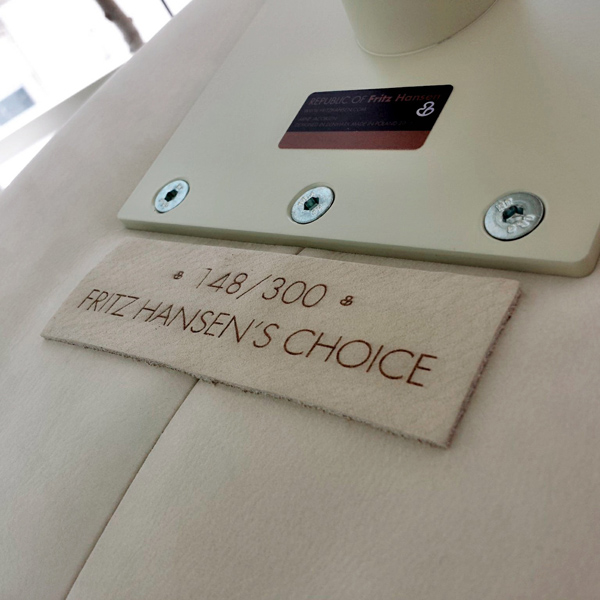 REPUBLIC OF Fritz Hansen
148/300
FRITZ HANSEN'S CHOICE